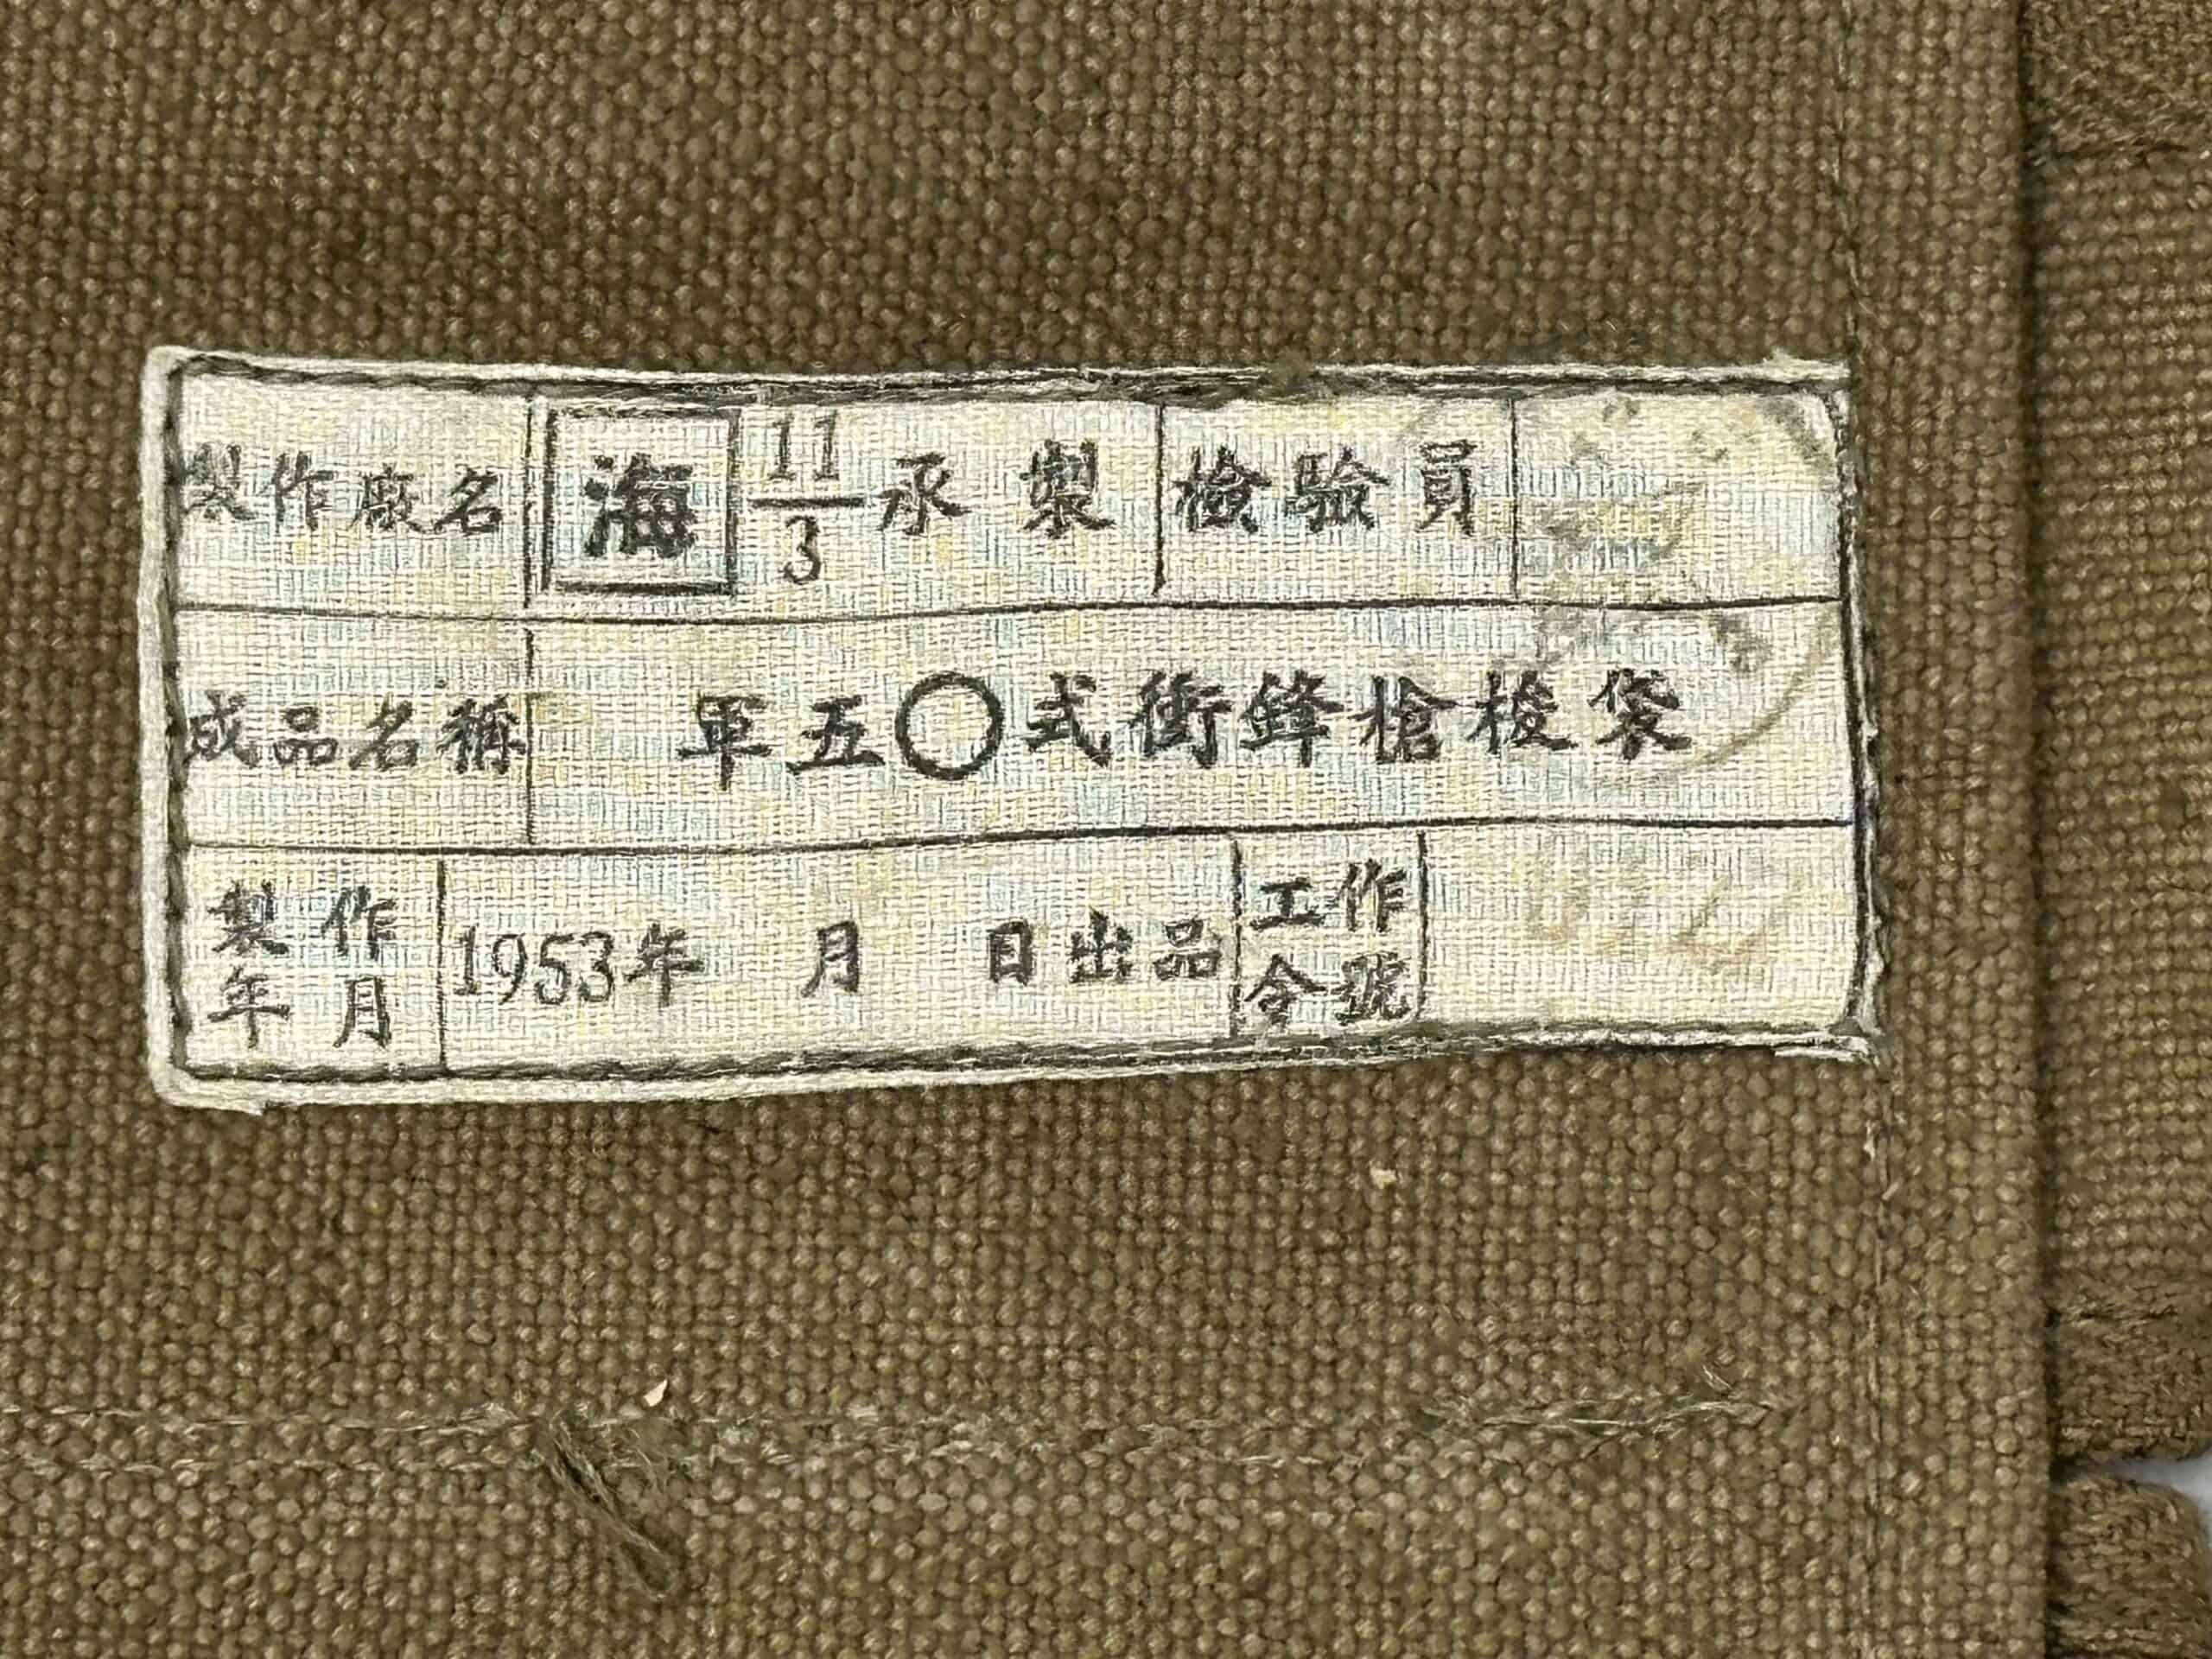 製作廠名 海 11/3 承製 檢驗員
成品名稱 軍五〇式衝鋒槍梭袋
製作年月 1953年 月 日出品 工作令號